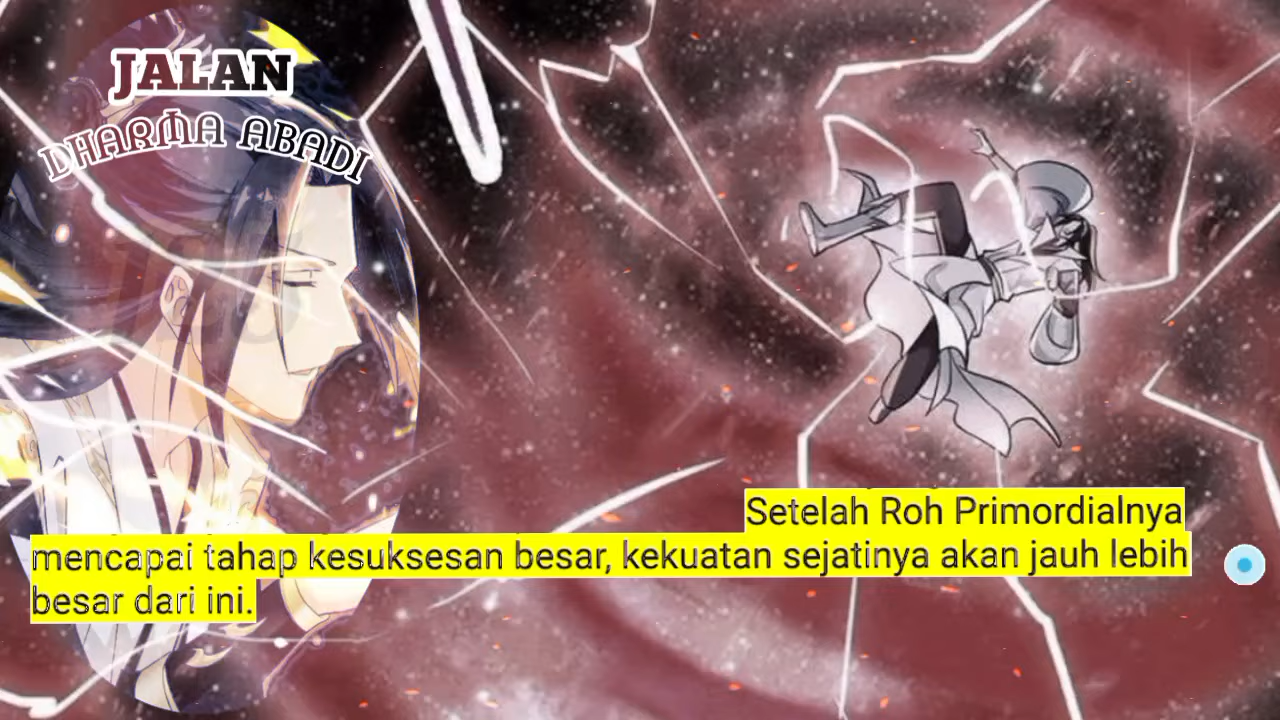 JALAN
DHARMA ABADI
Setelah Roh Primordialnya
mencapai tahap kesuksesan besar, kekuatan sejatinya akan jauh lebih
besar dari ini.